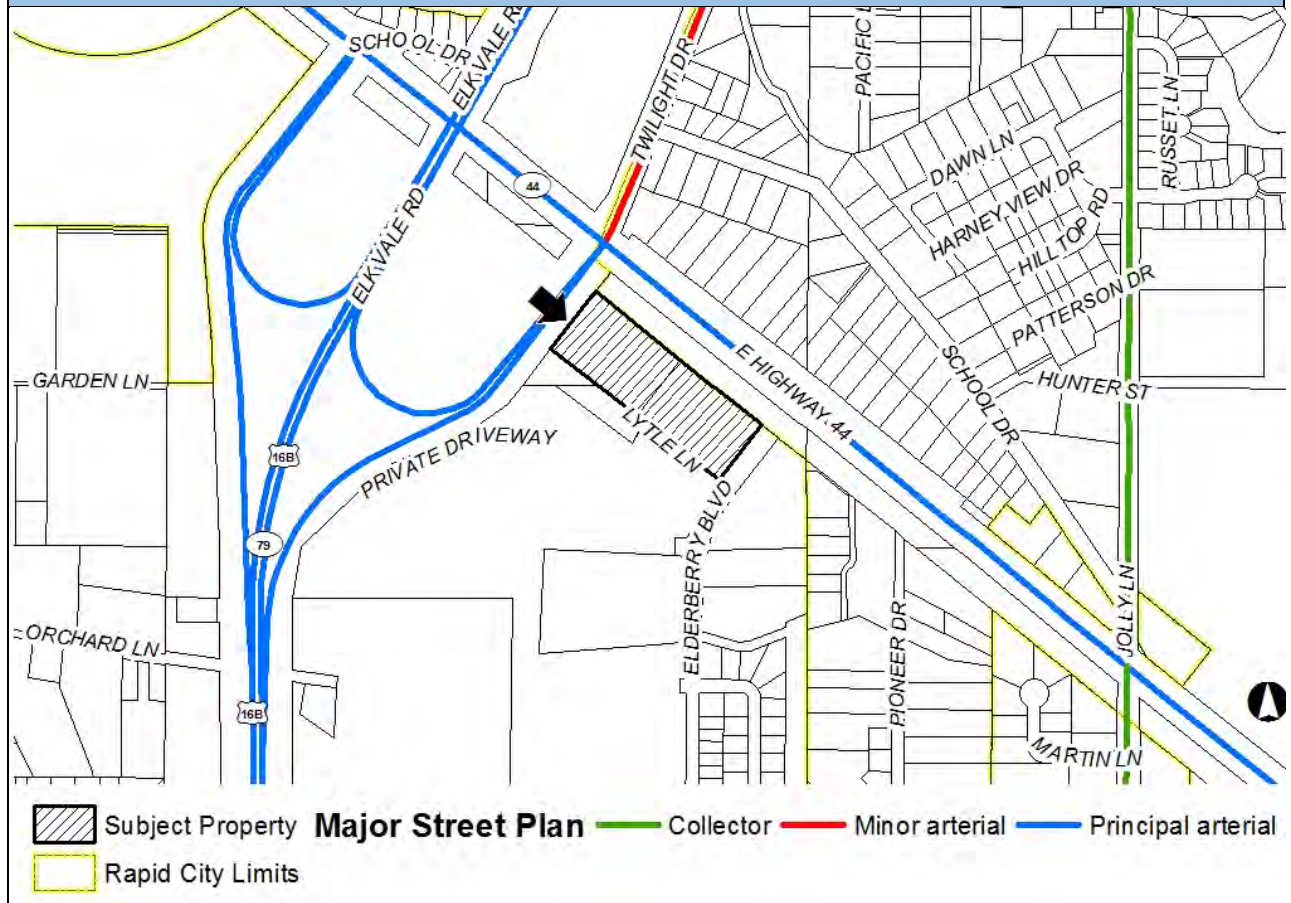 SCHOOL DR
ELK VALE RD
TWILIGHT DR
PACIFIC L
RUSSET LN
DAWN LN
44
HARNEY VIEW DR
HILL TOP RD
ELK VALE RD
PATTERSON DR
E HIGHWAY 44
SCHOOL DR
GARDEN LN
HUNTER ST
LYTLE LN
16B
PRIVATE DRIVEWAY
79
ELDERBERRY BLVD
JOLLY LN
ORCHARD LN
PIONEER DR
16B
MARTIN LN
Subject Property Major Street Plan Collector Minor arterial Principal arterial
Rapid City Limits